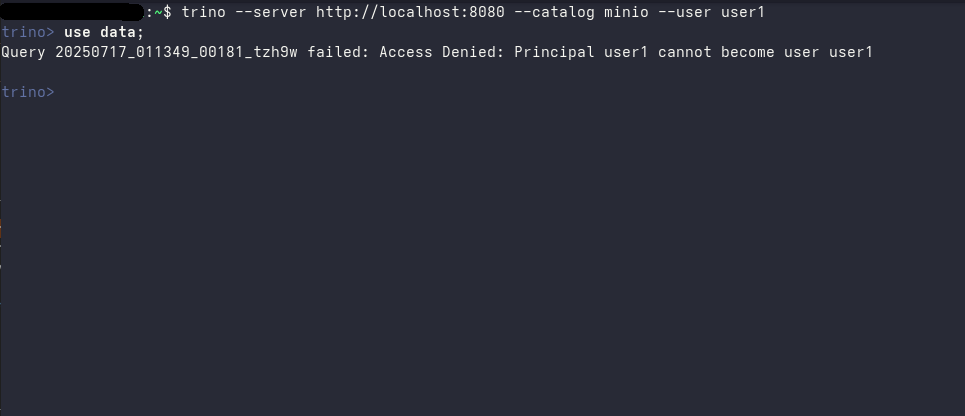 :~$ trino --server http://localhost:8080 --catalog minio --user user1
trino> use data;
Query 20250717_011349_00181_tzh9w failed: Access Denied: Principal user1 cannot become user user1
trino>